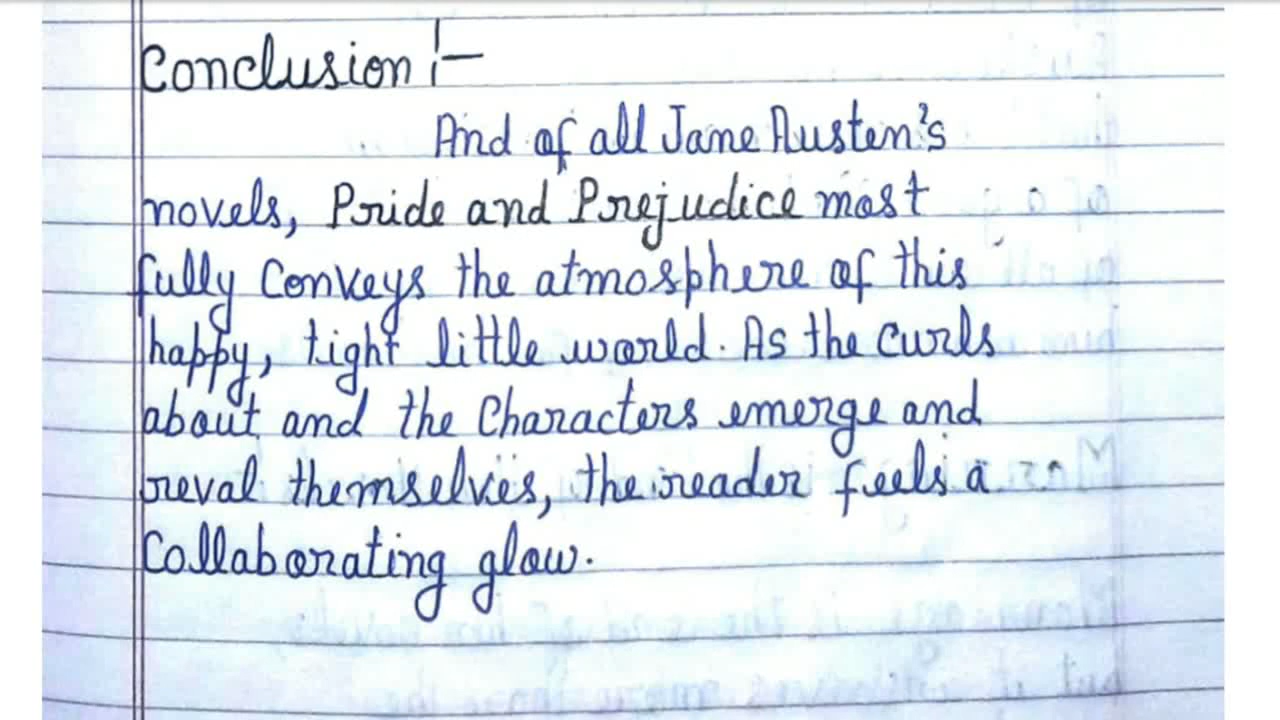 Conclusion :-
And of all Jane Austen's
novels, Pride and Prejudice most
fully Conveys the atmosphere of this
happy, tight little world. As the Curls
about and the Characters emerge and
reval themselves, the reader feels a
Collaborating glow.